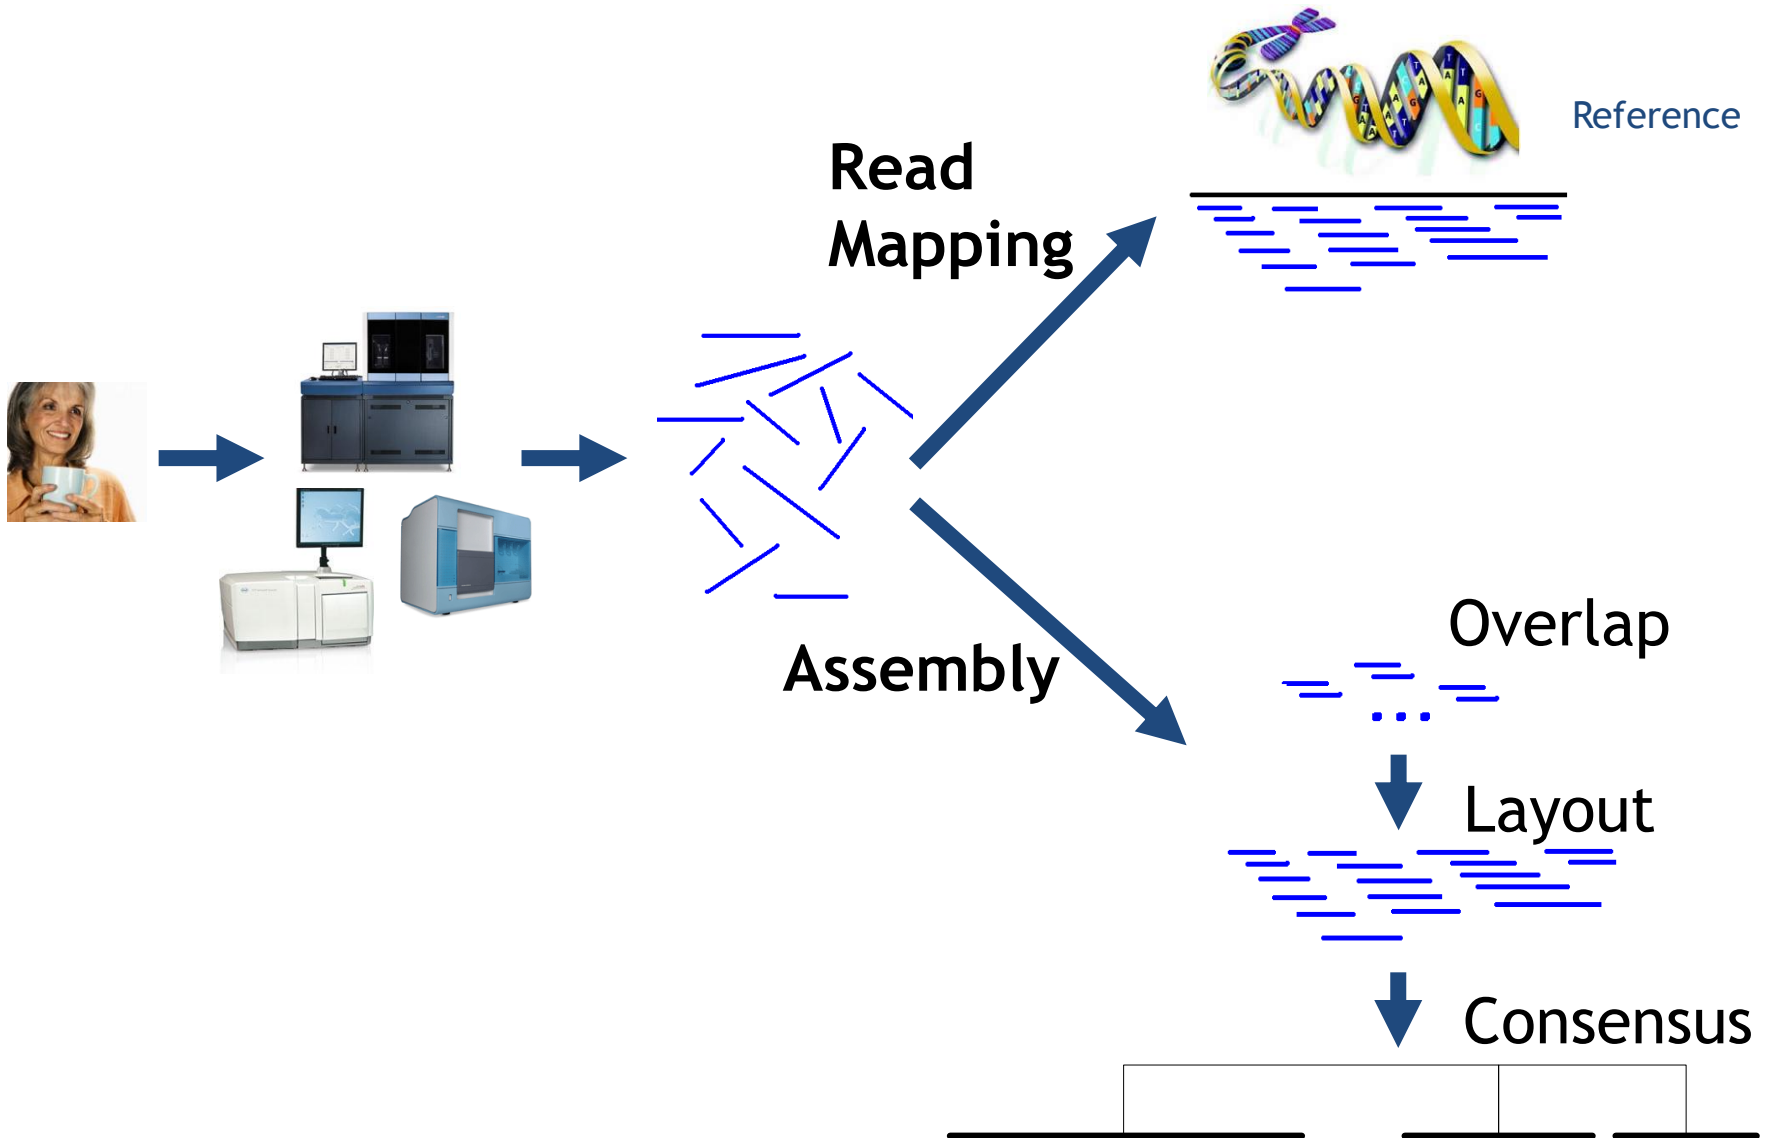 Reference
Read
Mapping
Assembly
Overlap
...
Layout
Consensus